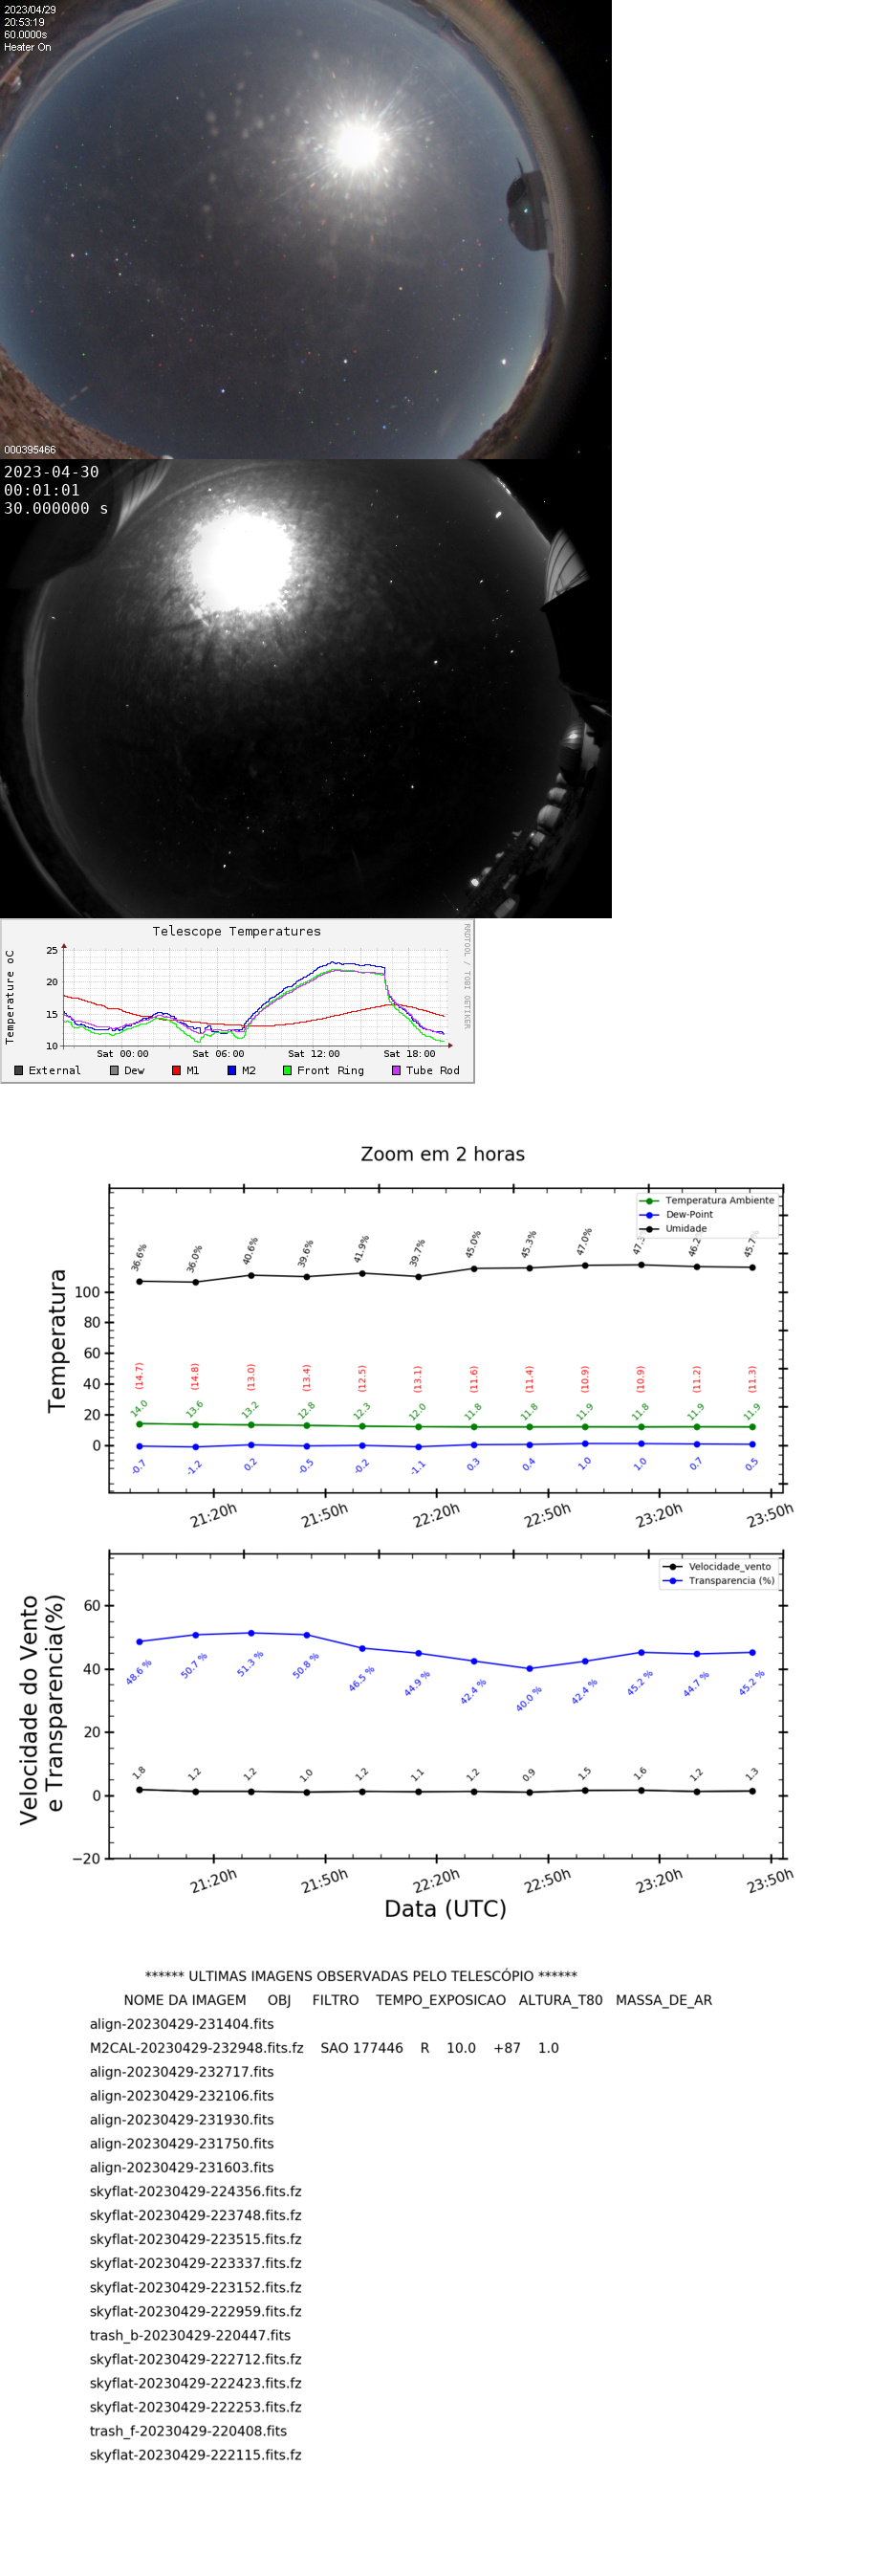 2023/04/29
20:53:19
60.0000s
Heater On
000395466
2023-04-30
00:01:01
30.000000 s
Telescope Temperatures
RRDTOOL / TOBI OETIKER
Temperature oC
25
20
15
10
Sat 00:00 Sat 06:00 Sat 12:00 Sat 18:00
External Dew M1 M2 Front Ring Tube Rod
Zoom em 2 horas
Temperatura Ambiente
Dew-Point
Umidade
36.6% 36.0% 40.6% 39.6% 41.9% 39.7% 45.0% 45.3% 47.0% 47. 46.2 45.7
Temperatura
100
80
60
40
20
0
(14.7) (14.8) (13.0) (13.4) (12.5) (13.1) (11.6) (11.4) (10.9) (10.9) (11.2) (11.3)
14.0 13.6 13.2 12.8 12.3 12.0 11.8 11.8 11.9 11.8 11.9 11.9
-0.7 -1.2 0.2 -0.5 -0.2 -1.1 0.3 0.4 1.0 1.0 0.7 0.5
21:20h 21:50h 22:20h 22:50h 23:20h 23:50h
Velocidade_vento
Transparencia (%)
Velocidade do Vento
e Transparencia(%)
60
40
20
0
−20
48.6 % 50.7 % 51.3 % 50.8 % 46.5 % 44.9 % 42.4 % 40.0 % 42.4 % 45.2 % 44.7 % 45.2 %
1.8 1.2 1.2 1.0 1.2 1.1 1.2 0.9 1.5 1.6 1.2 1.3
21:20h 21:50h 22:20h 22:50h 23:20h 23:50h
Data (UTC)
****** ULTIMAS IMAGENS OBSERVADAS PELO TELESCÓPIO ******
NOME DA IMAGEM OBJ FILTRO TEMPO_EXPOSICAO ALTURA_T80 MASSA_DE_AR
align-20230429-231404.fits
M2CAL-20230429-232948.fits.fz SAO 177446 R 10.0 +87 1.0
align-20230429-232717.fits
align-20230429-232106.fits
align-20230429-231930.fits
align-20230429-231750.fits
align-20230429-231603.fits
skyflat-20230429-224356.fits.fz
skyflat-20230429-223748.fits.fz
skyflat-20230429-223515.fits.fz
skyflat-20230429-223337.fits.fz
skyflat-20230429-223152.fits.fz
skyflat-20230429-222959.fits.fz
trash_b-20230429-220447.fits
skyflat-20230429-222712.fits.fz
skyflat-20230429-222423.fits.fz
skyflat-20230429-222253.fits.fz
trash_f-20230429-220408.fits
skyflat-20230429-222115.fits.fz